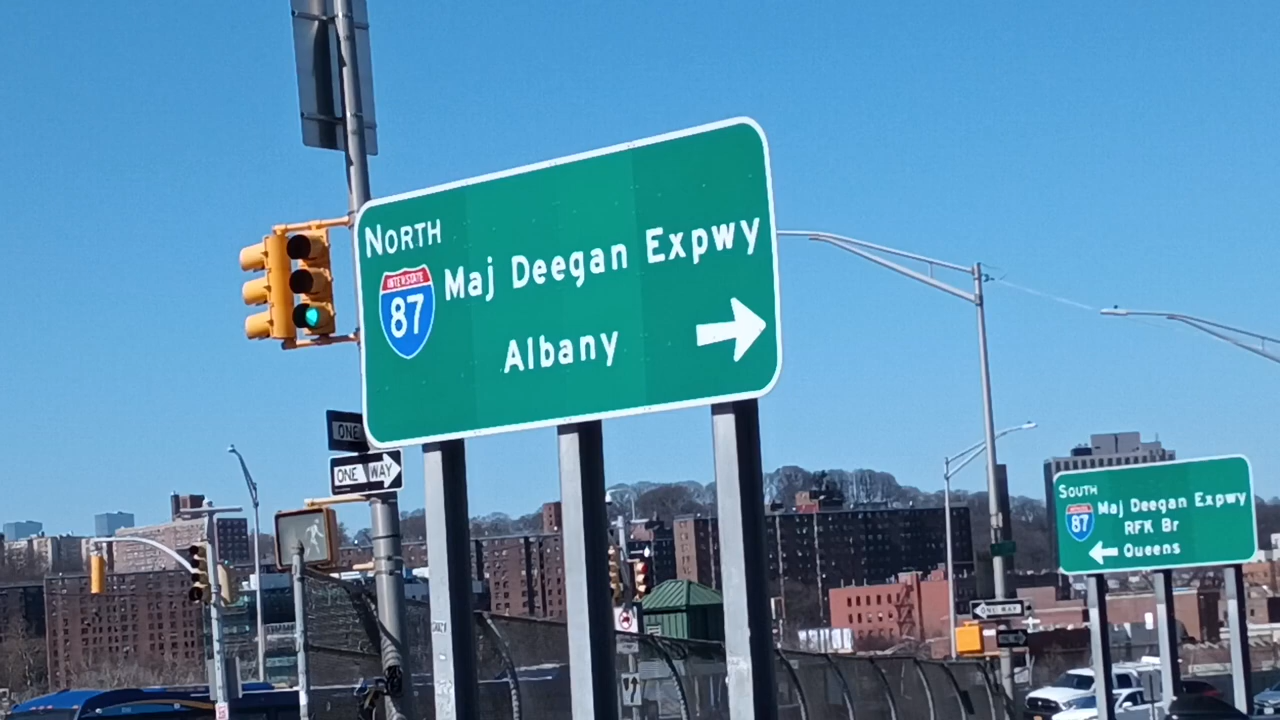 NORTH
INTERSTATE
87
Maj Deegan Expwy
Albany
ONE
ONE WAY
SOUTH
87
Maj Deegan Expwy
RFK Br
Queens
ONE WAY